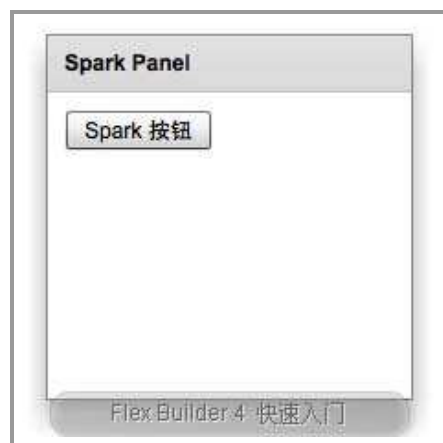 Spark Panel
Spark 按钮
Flex Builder 4 快速入门